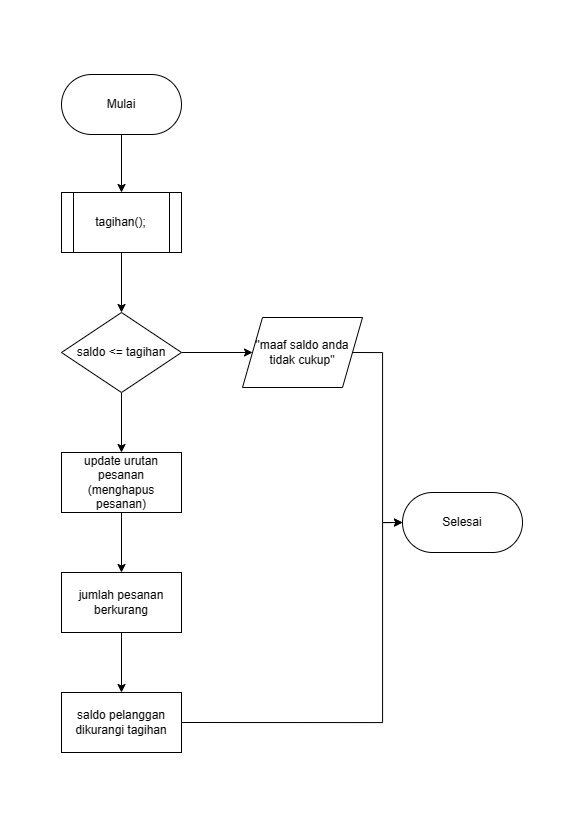 Mulai
tagihan();
saldo <= tagihan
"maaf saldo anda
tidak cukup"
update urutan
pesanan
(menghapus
pesanan)
Selesai
jumlah pesanan
berkurang
saldo pelanggan
dikurangi tagihan